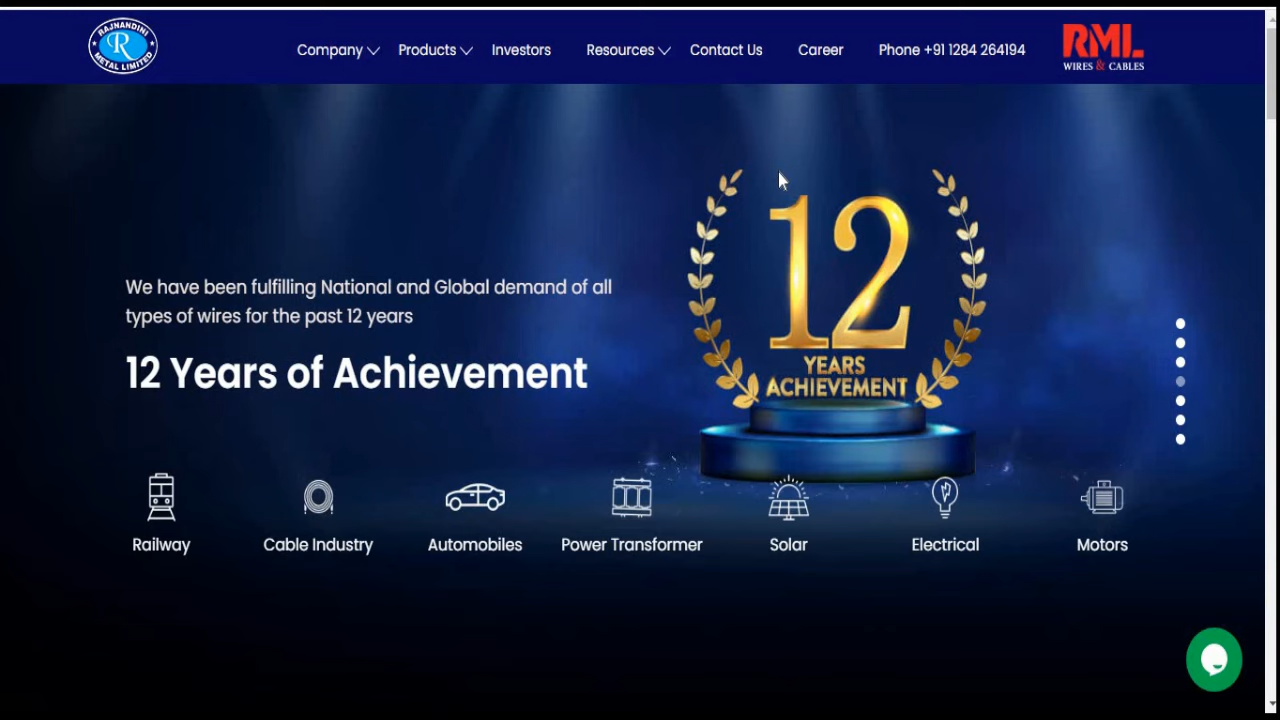 RAJNANDINI
R
METAL LIMITED
Company
Products
Investors
Resources
Contact Us
Career
Phone +91 1284 264194
RML
WIRES & CABLES
We have been fulfilling National and Global demand of all
types of wires for the past 12 years
12 Years of Achievement
12
YEARS
ACHIEVEMENT
Railway
Cable Industry
Automobiles
Power Transformer
Solar
Electrical
Motors